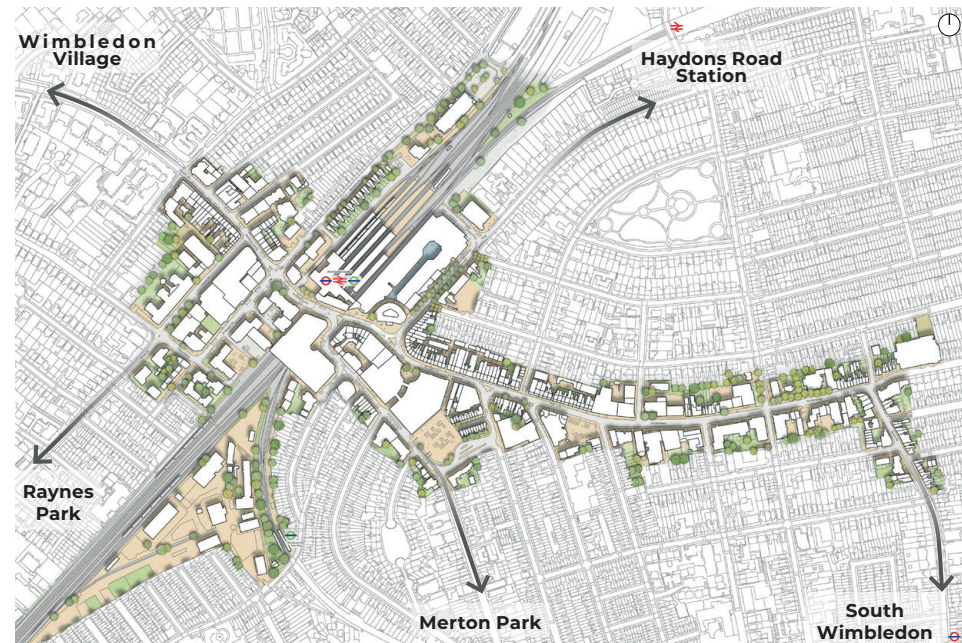 Wimbledon
Village
Haydons Road
Station
Raynes
Park
Merton Park
South
Wimbledon